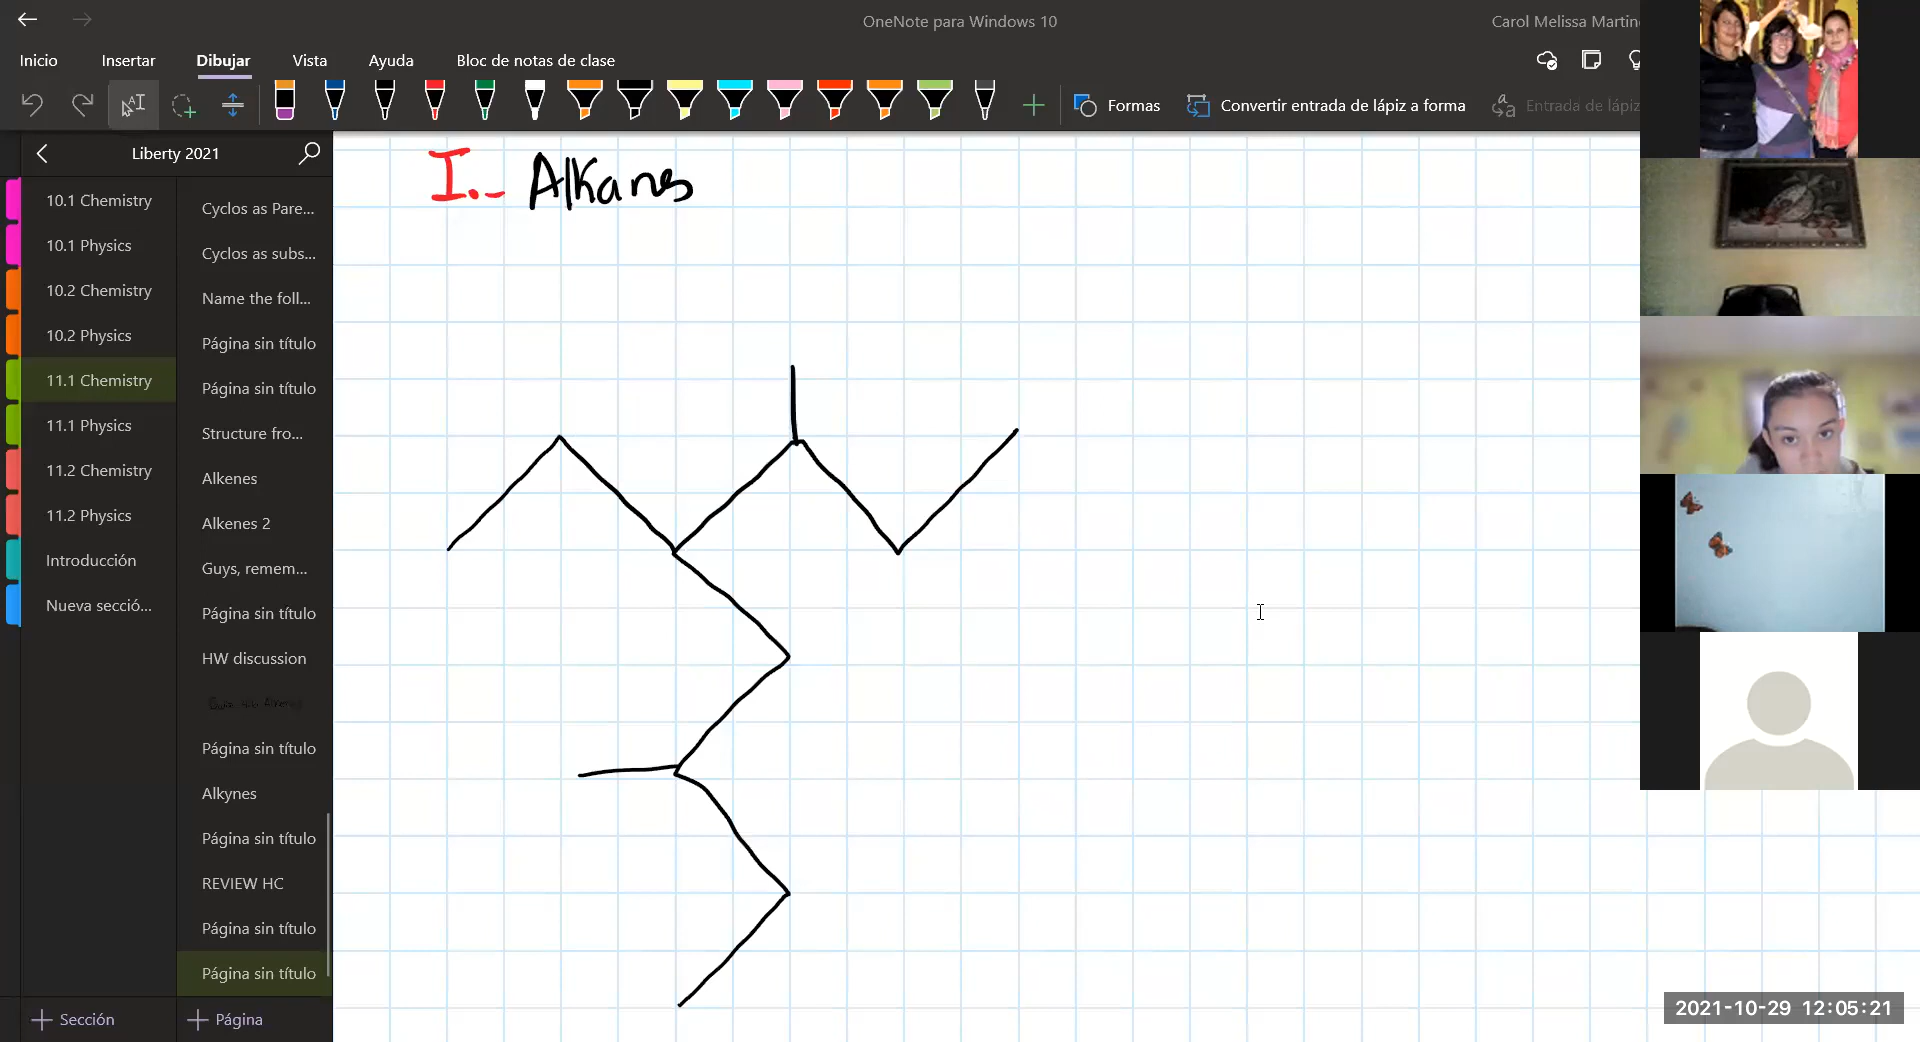 OneNote para Windows 10
Carol Melissa Martin
Inicio Insertar Dibujar Vista Ayuda Bloc de notas de clase
Formas Convertir entrada de lápiz a forma Entrada de lápiz
Liberty 2021
10.1 Chemistry
10.1 Physics
10.2 Chemistry
10.2 Physics
11.1 Chemistry
11.1 Physics
11.2 Chemistry
11.2 Physics
Introducción
Nueva secció...
Sección
Cyclos as Pare...
Cyclos as subs...
Name the foll...
Página sin título
Página sin título
Structure fro...
Alkenes
Alkenes 2
Guys, remem...
Página sin título
HW discussion
Página sin título
Alkynes
Página sin título
REVIEW HC
Página sin título
Página sin título
Página
I.- Alkanes
2021-10-29 12:05:21